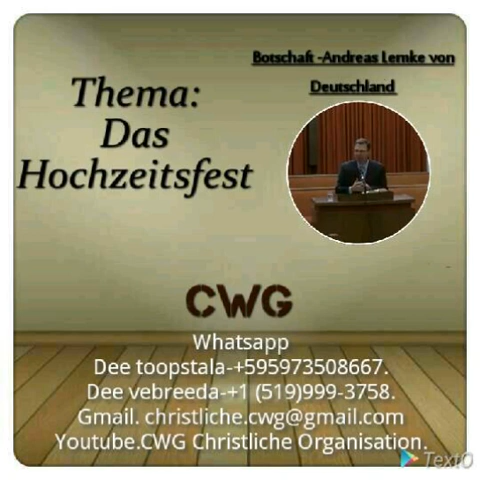 Botschaft -Andreas Lemke von
Deutschland
Thema:
Das
Hochzeitsfest
CWG
Whatsapp
Dee toopstala-+595973508667.
Dee vebreeda-+1 (519)999-3758.
Gmail. christliche.cwg@gmail.com
Youtube.CWG Christliche Organisation.
TextO